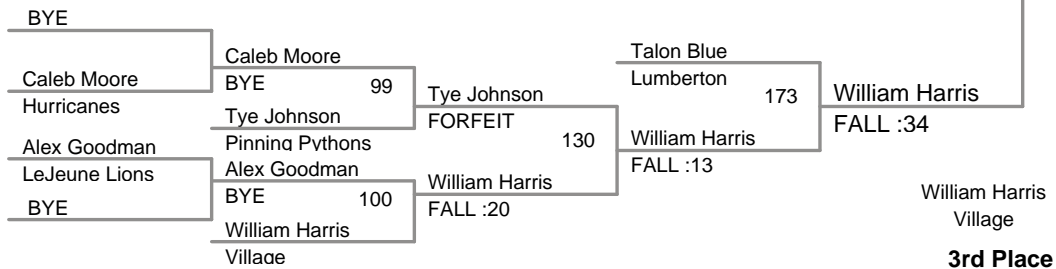 BYE
Caleb Moore
Hurricanes
Alex Goodman
LeJeune Lions
BYE
Caleb Moore
BYE
99
Tye Johnson
Pinning Pythons
Alex Goodman
BYE
100
William Harris
Village
Tye Johnson
FORFEIT
130
William Harris
FALL :20
Talon Blue
Lumberton
173
William Harris
FALL :13
William Harris
FALL :34
William Harris
Village
3rd Place